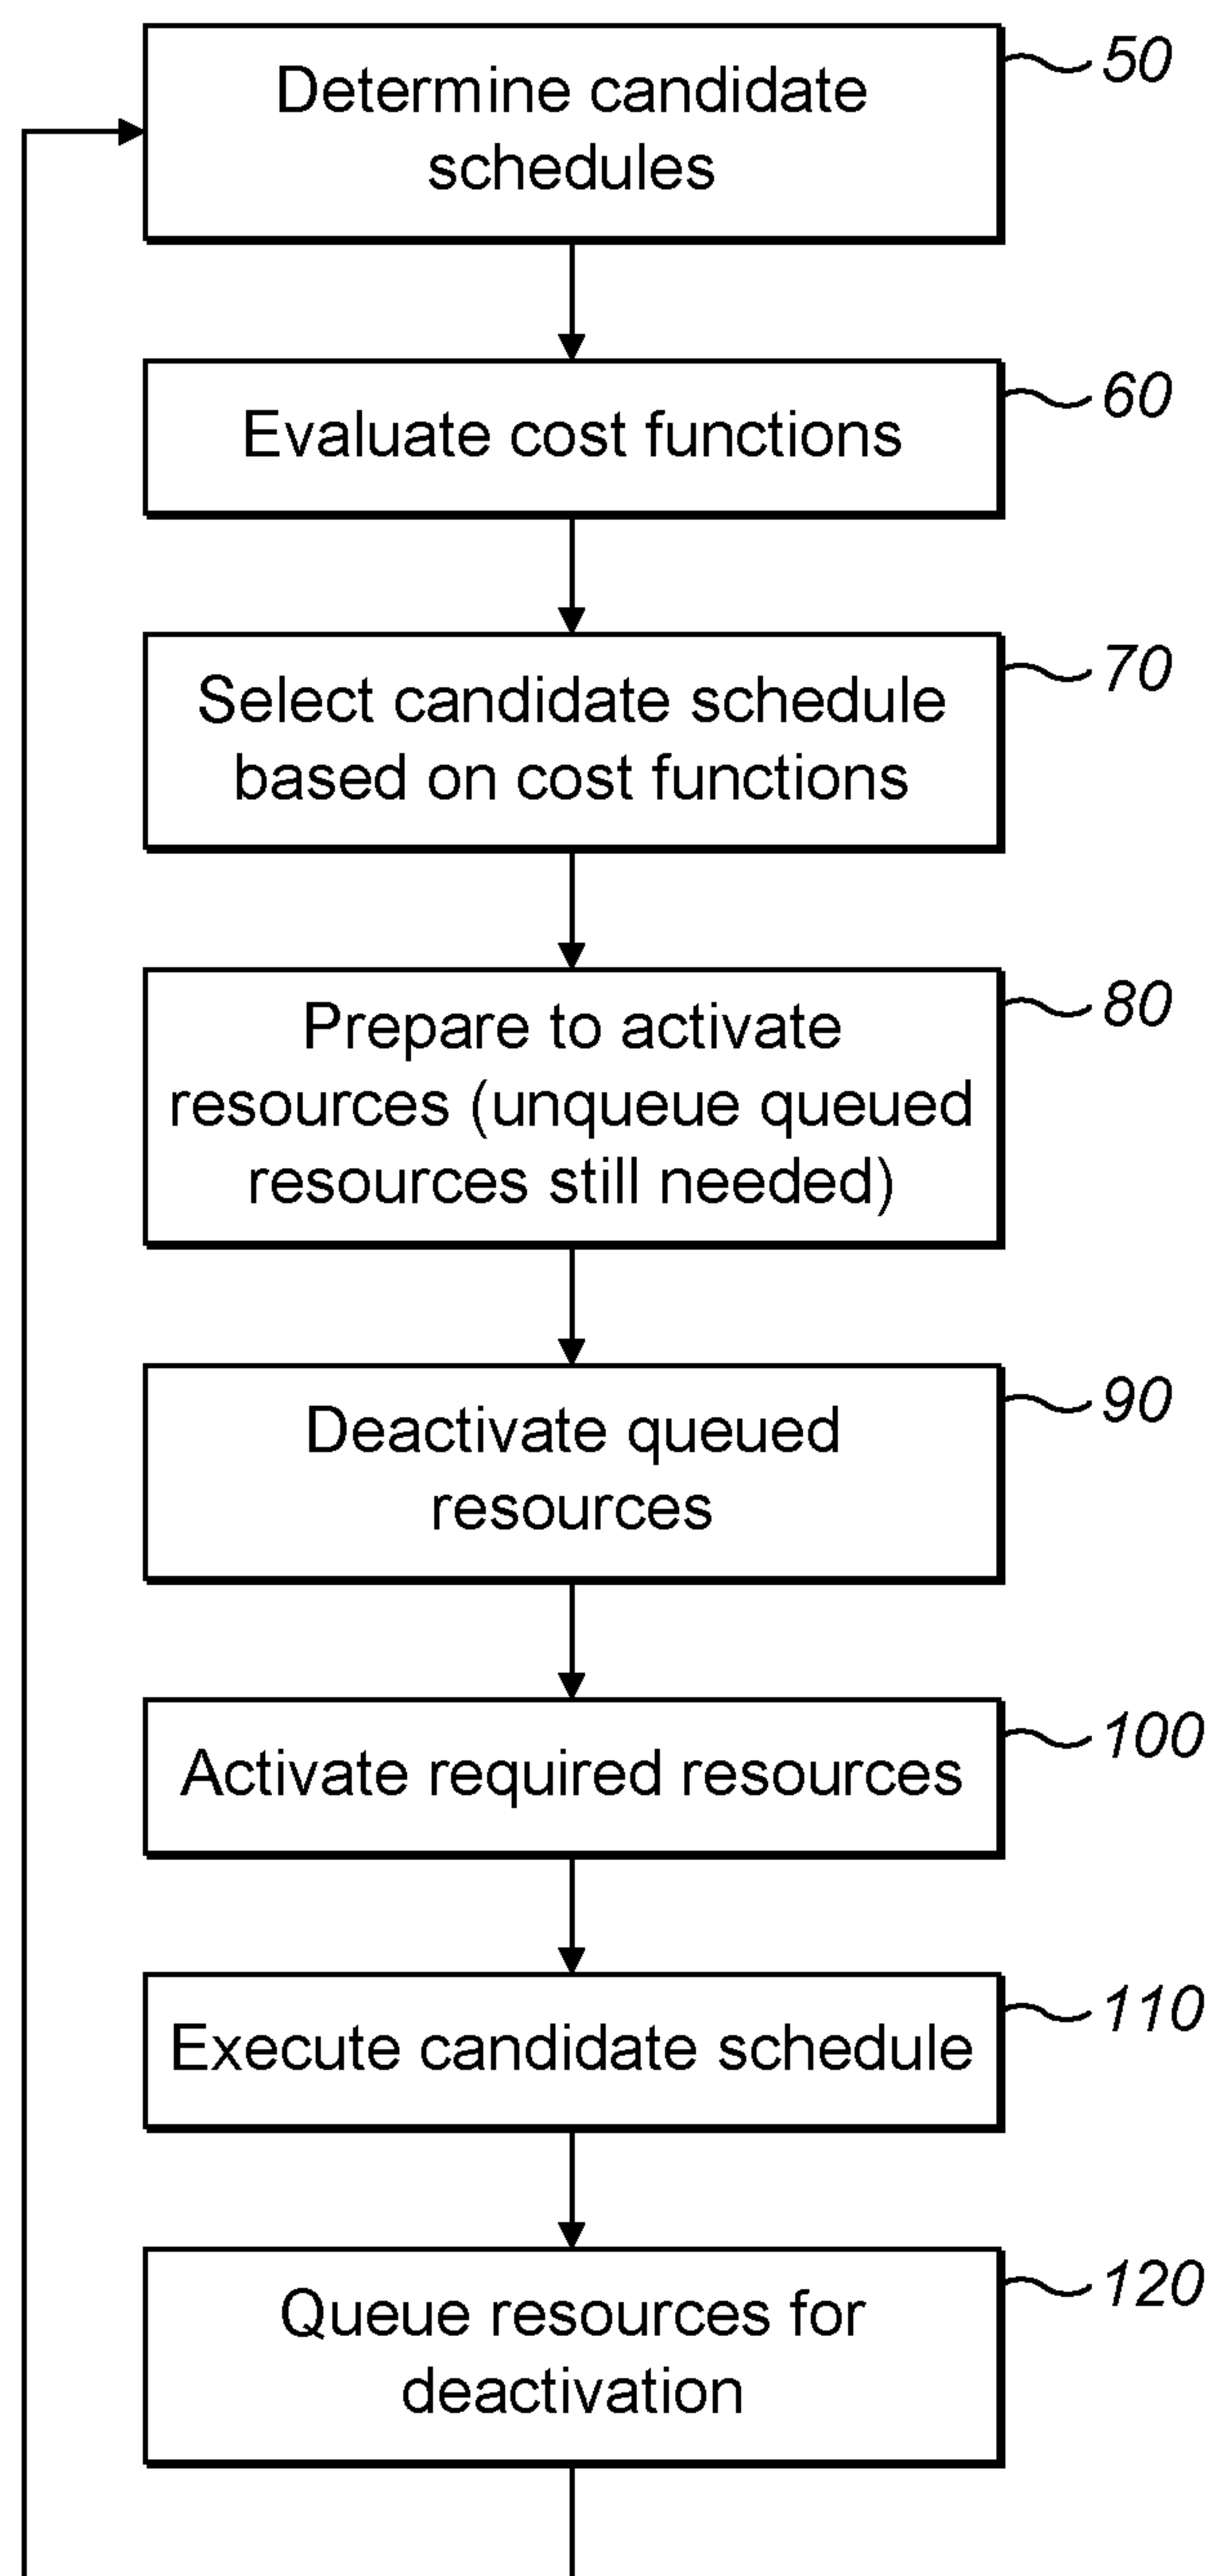 Determine candidate
schedules
50
Evaluate cost functions
60
Select candidate schedule
based on cost functions
70
Prepare to activate
resources (unqueue queued
resources still needed)
80
Deactivate queued
resources
90
Activate required resources
100
Execute candidate schedule
110
Queue resources for
deactivation
120